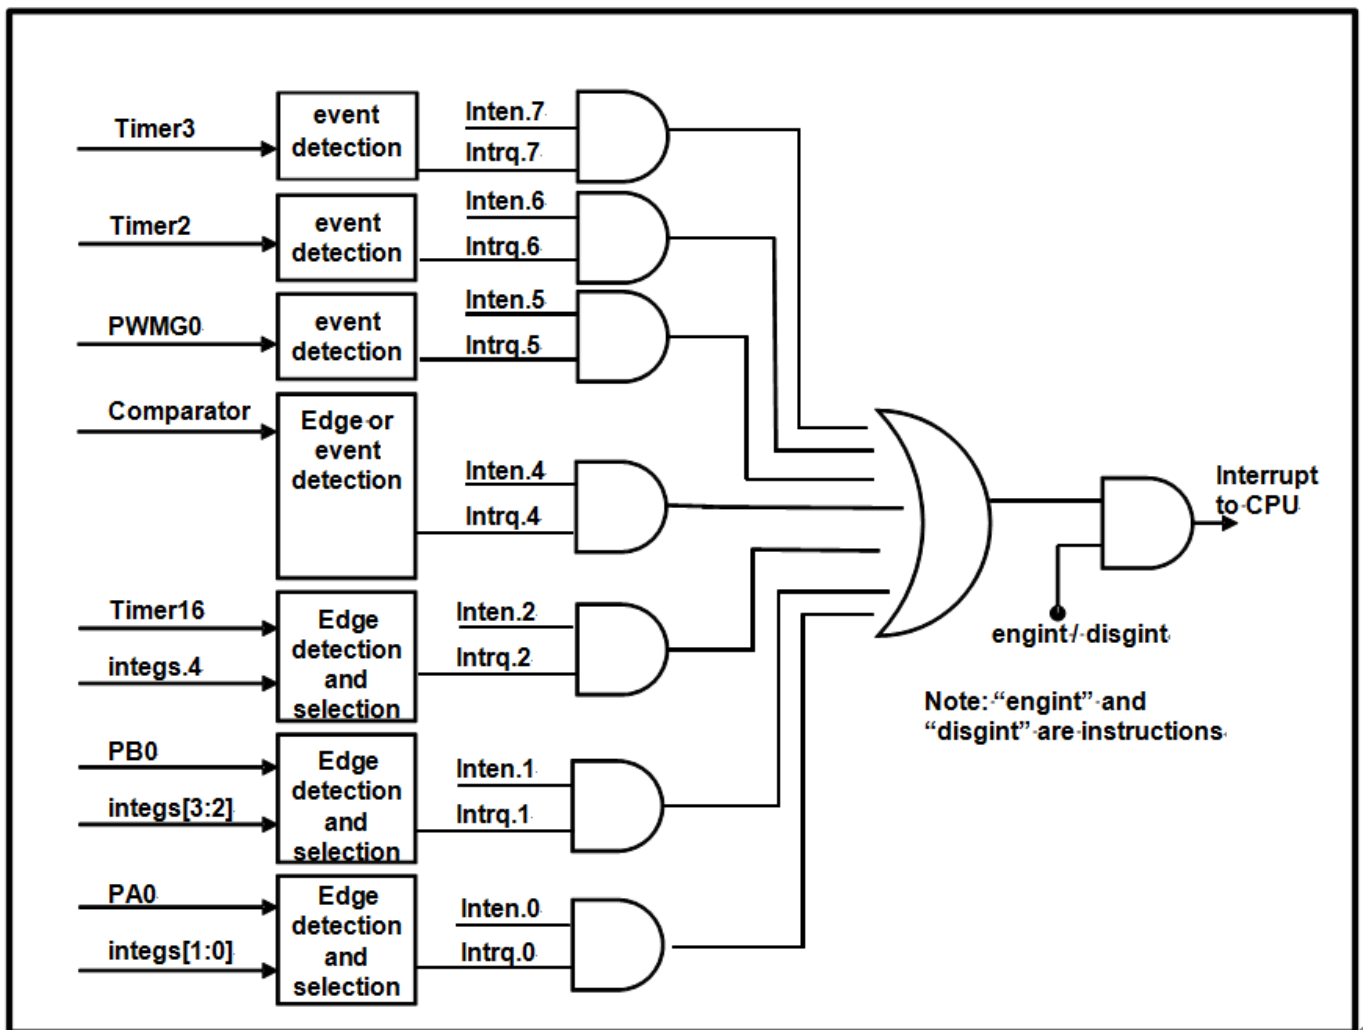 Timer3
event
detection
Inten.7
Intrq.7
Timer2
event
detection
Inten.6
Intrq.6
PWMG0
event
detection
Inten.5
Intrq.5
Comparator
Edge or
event
detection
Inten.4
Intrq.4
Timer16
integs.4
Edge
detection
and
selection
Inten.2
Intrq.2
PB0
integs[3:2]
Edge
detection
and
selection
Inten.1
Intrq.1
PA0
integs[1:0]
Edge
detection
and
selection
Inten.0
Intrq.0
Interrupt
to CPU
engint / disgint
Note: “engint” and
“disgint” are instructions